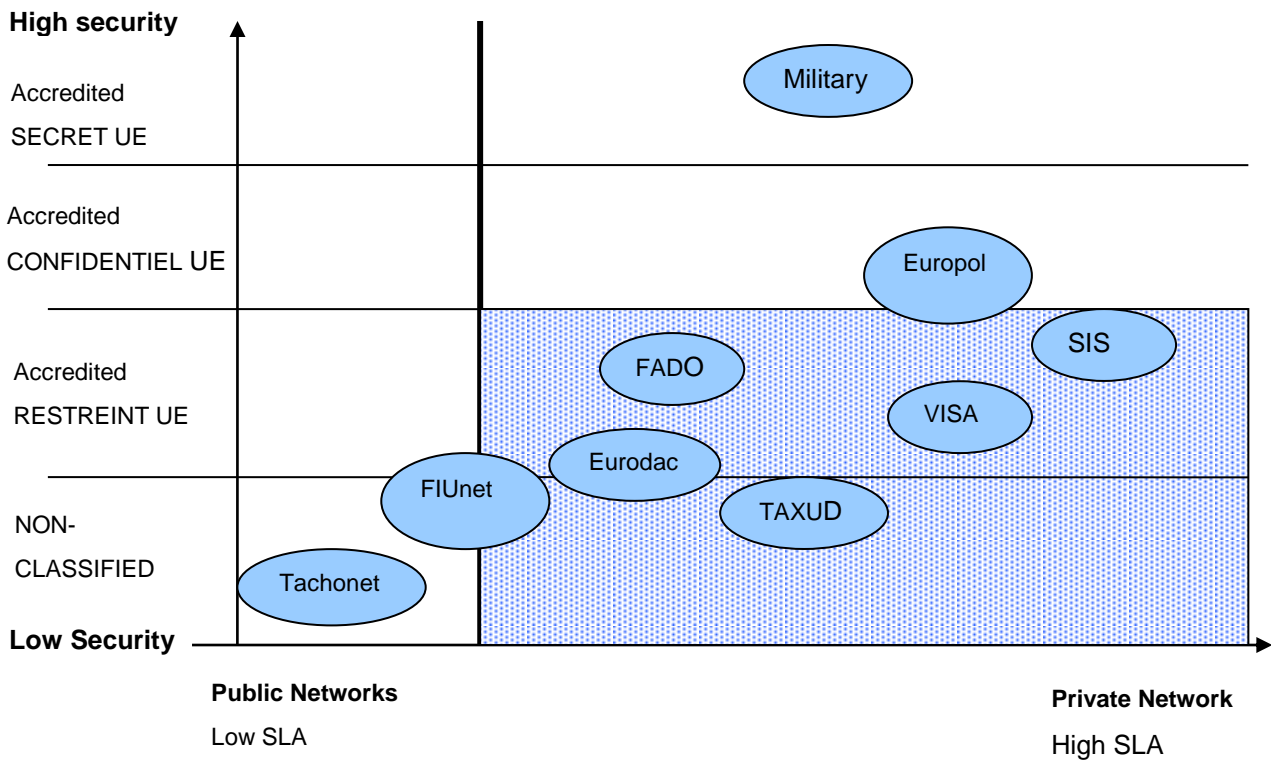 High security
Military
Accredited
SECRET UE
Accredited
CONFIDENTIEL UE
Europol
SIS
FADO
Accredited
RESTREINT UE
VISA
Eurodac
FIUnet
TAXUD
NON-
CLASSIFIED
Tachonet
Low Security
Public Networks
Low SLA
Private Network
High SLA